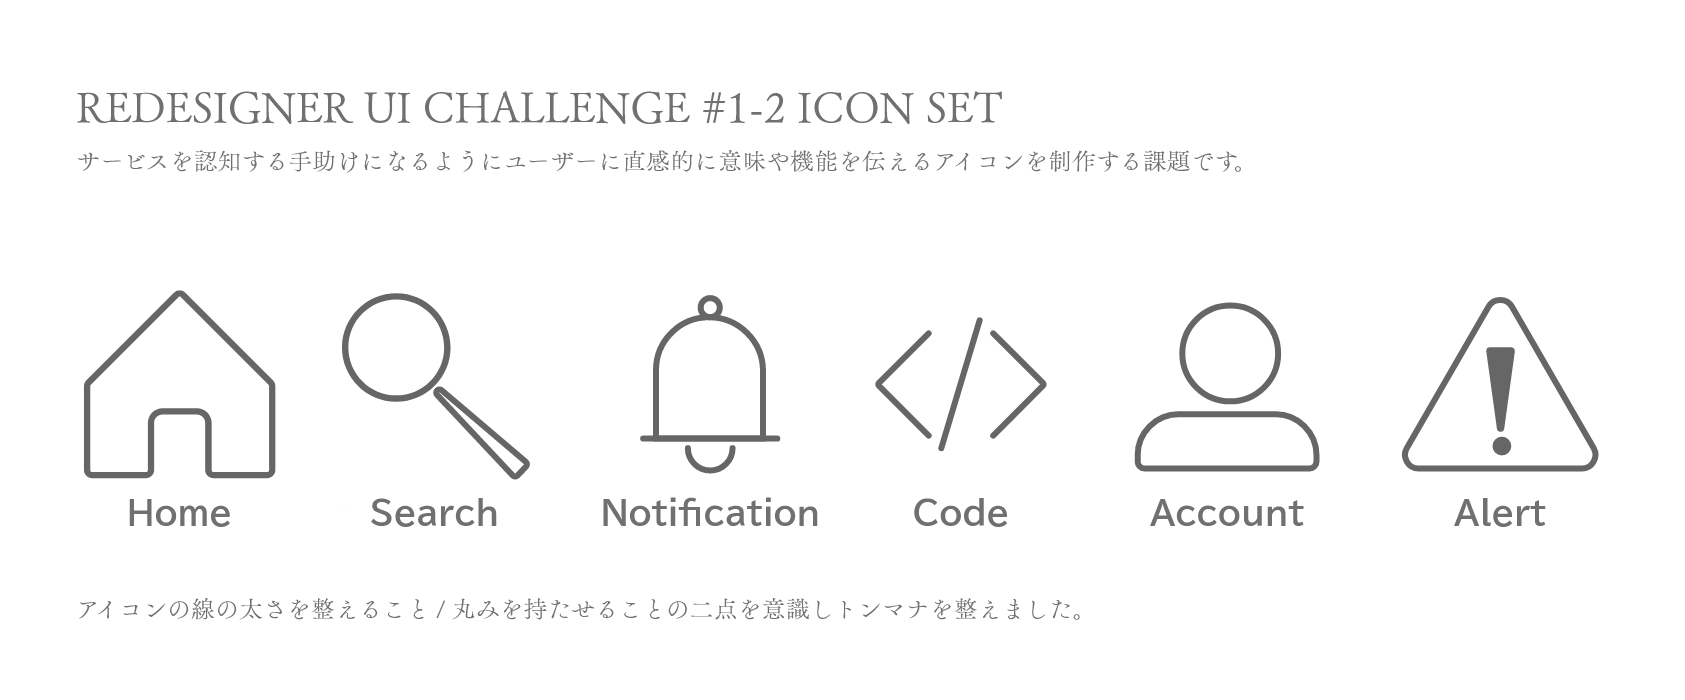 REDESIGNER UI CHALLENGE #1-2 ICON SET
サービスを認知する手助けになるようにユーザーに直感的に意味や機能を伝えるアイコンを制作する課題です。
Home Search Notification Code Account Alert
アイコンの線の太さを整えること / 丸みを持たせることの二点を意識しトンマナを整えました。